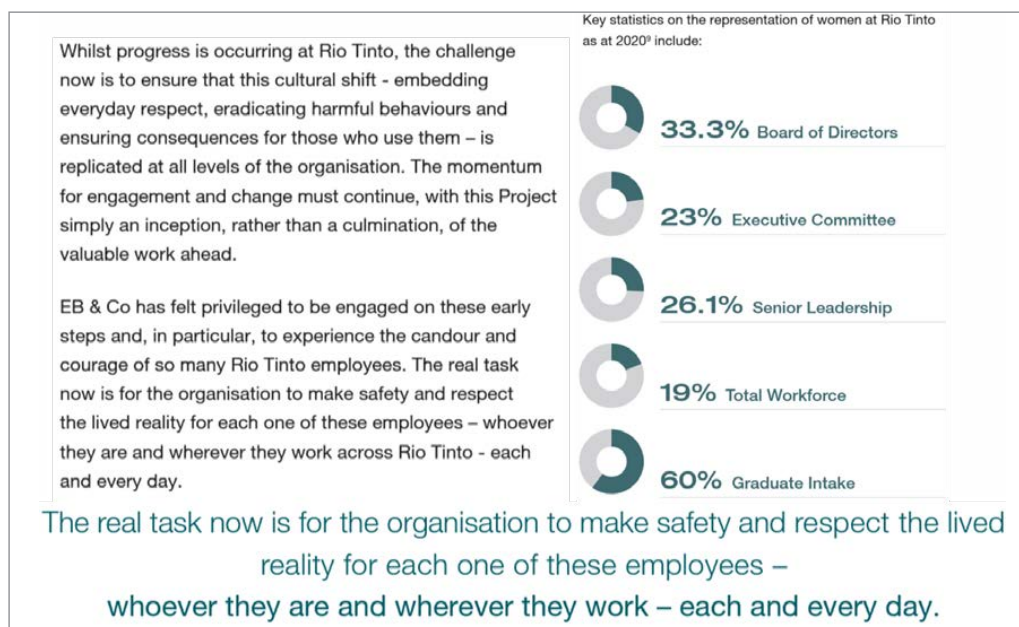 Whilst progress is occurring at Rio Tinto, the challenge
now is to ensure that this cultural shift - embedding
everyday respect, eradicating harmful behaviours and
ensuring consequences for those who use them – is
replicated at all levels of the organisation. The momentum
for engagement and change must continue, with this Project
simply an inception, rather than a culmination, of the
valuable work ahead.
EB & Co has felt privileged to be engaged on these early
steps and, in particular, to experience the candour and
courage of so many Rio Tinto employees. The real task
now is for the organisation to make safety and respect
the lived reality for each one of these employees – whoever
they are and wherever they work across Rio Tinto - each
and every day.
Key statistics on the representation of women at Rio Tinto
as at 2020⁹ include:
33.3% Board of Directors
23% Executive Committee
26.1% Senior Leadership
19% Total Workforce
60% Graduate Intake
The real task now is for the organisation to make safety and respect the lived
reality for each one of these employees –
whoever they are and wherever they work – each and every day.